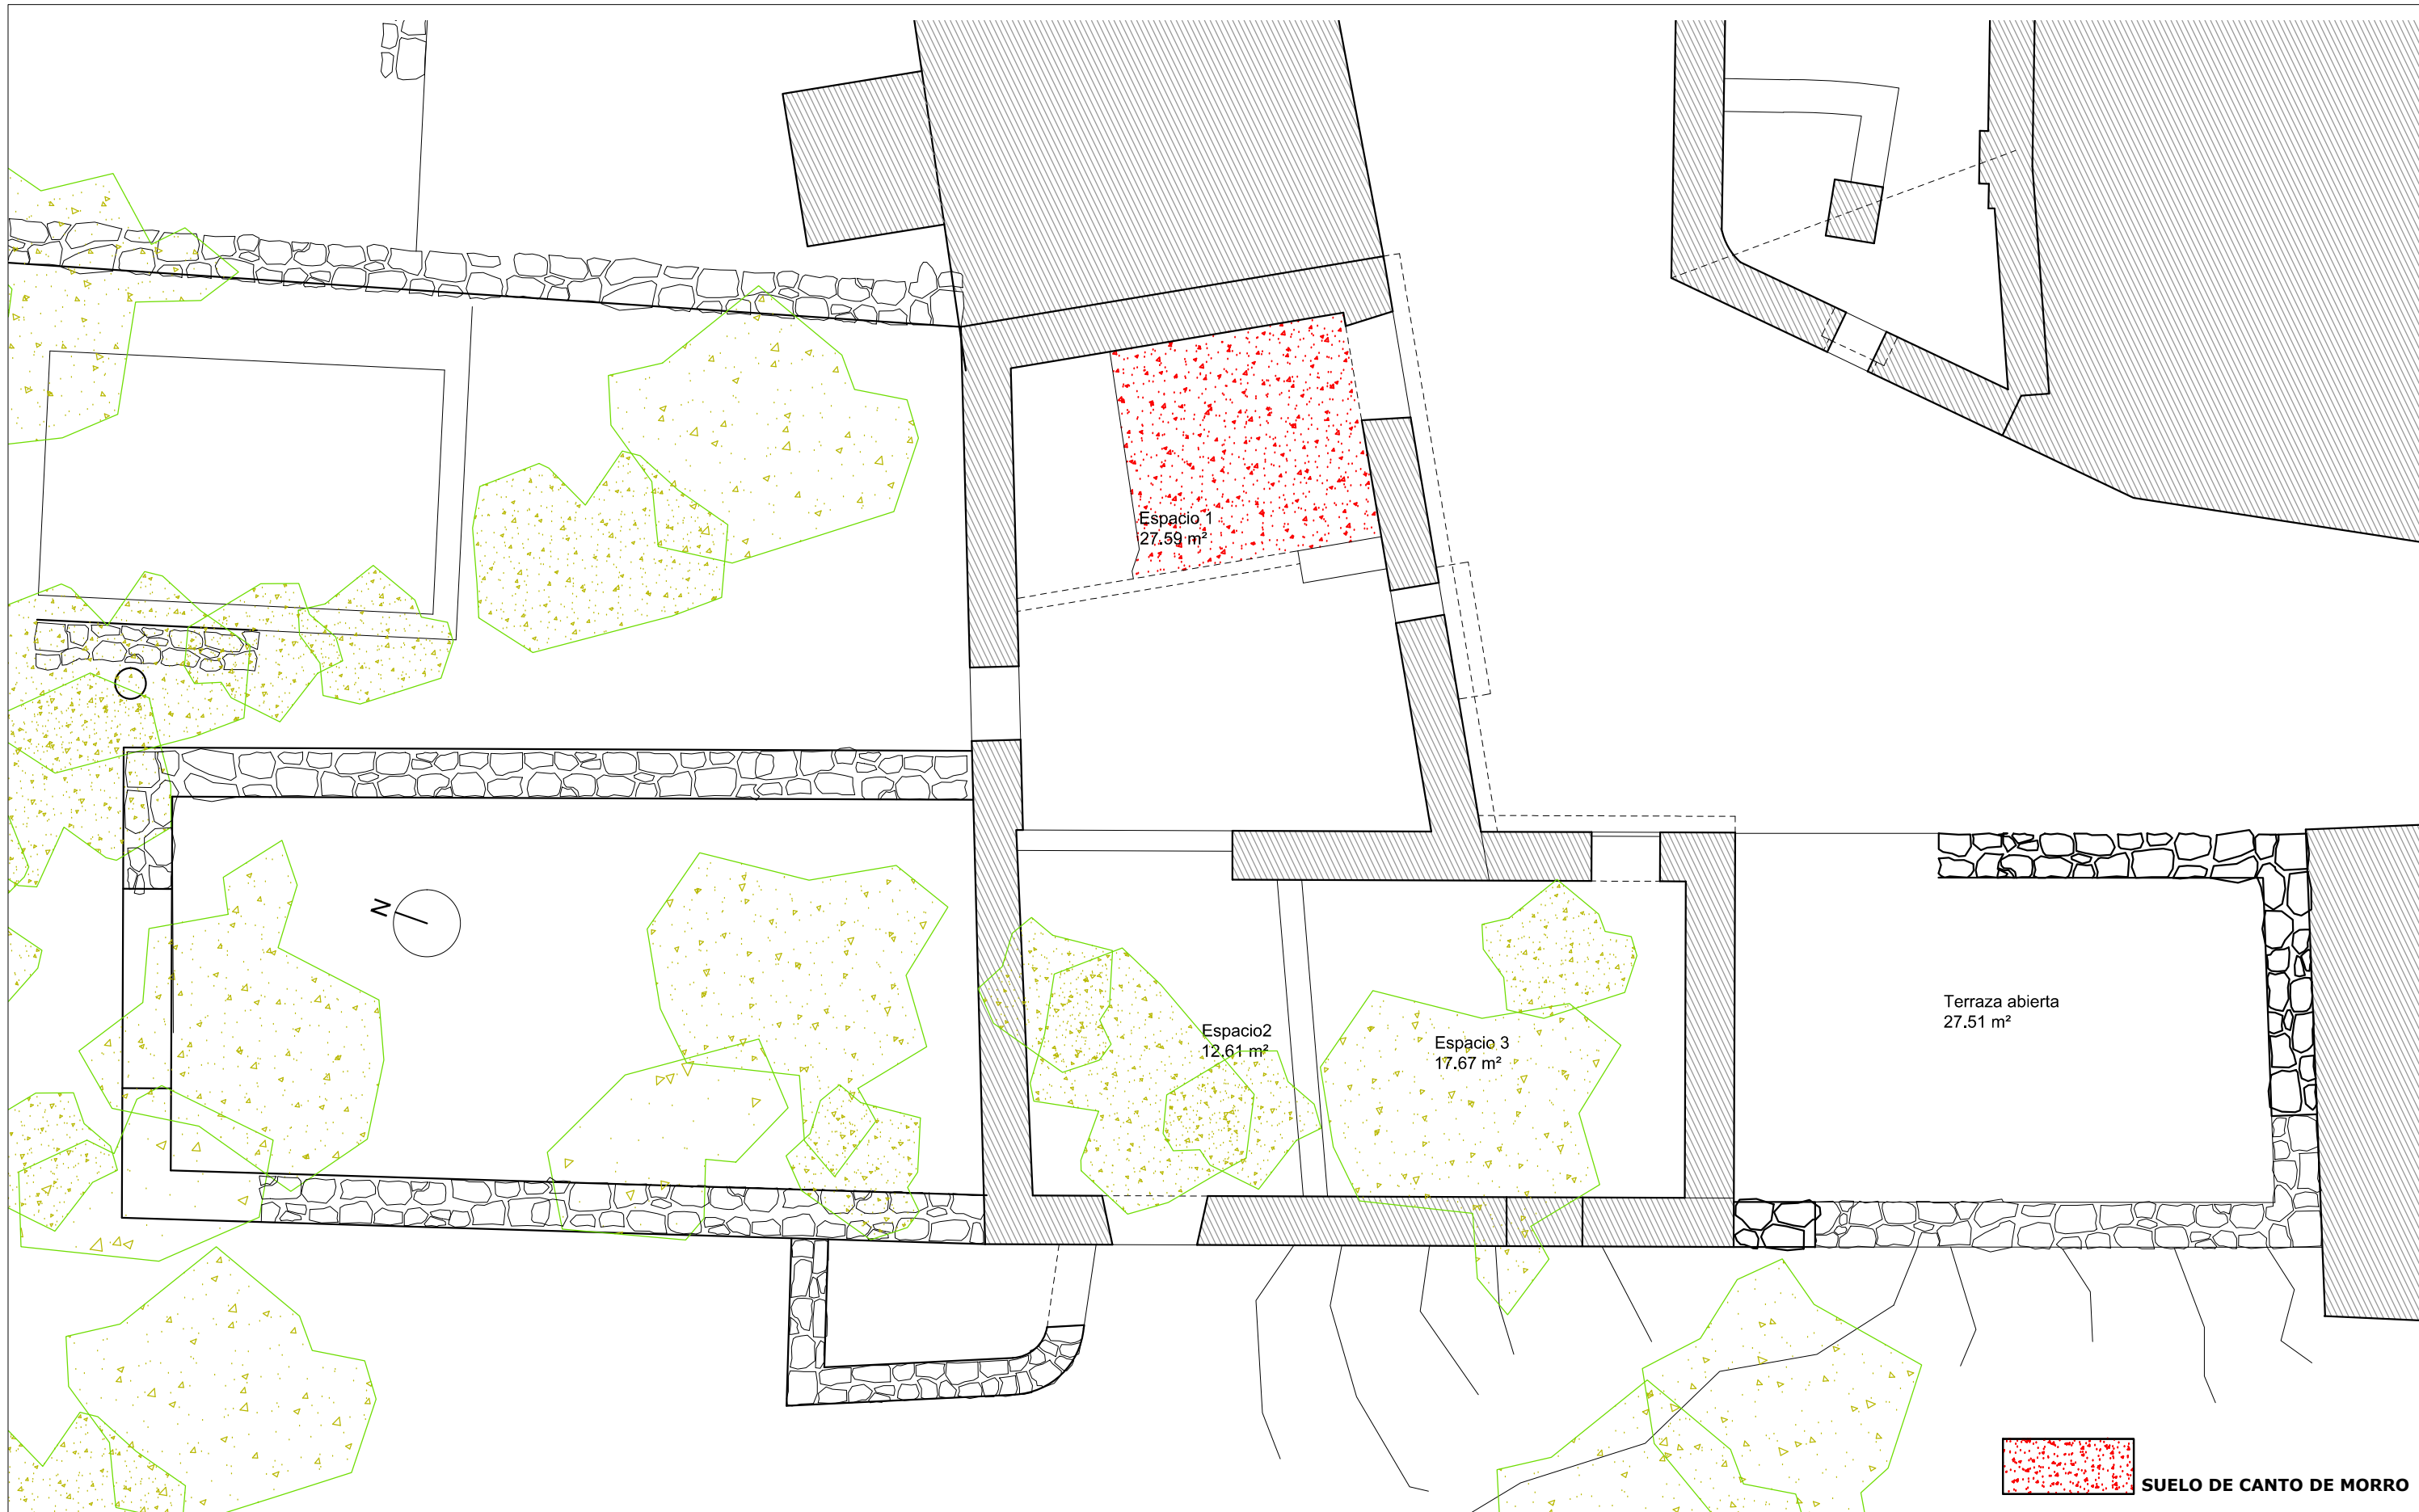 Espacio 1
27.59 m²
N
Espacio2
12.61 m²
Espacio 3
17.67 m²
Terraza abierta
27.51 m²
SUELO DE CANTO DE MORRO